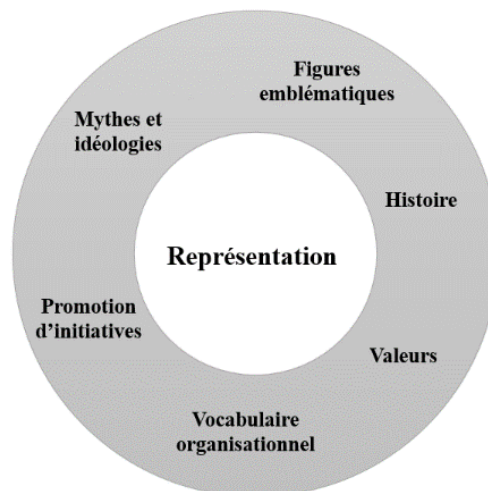 Figures
emblématiques
Mythes et
idéologies
Histoire
Représentation
Promotion
d'initiatives
Valeurs
Vocabulaire
organisationnel